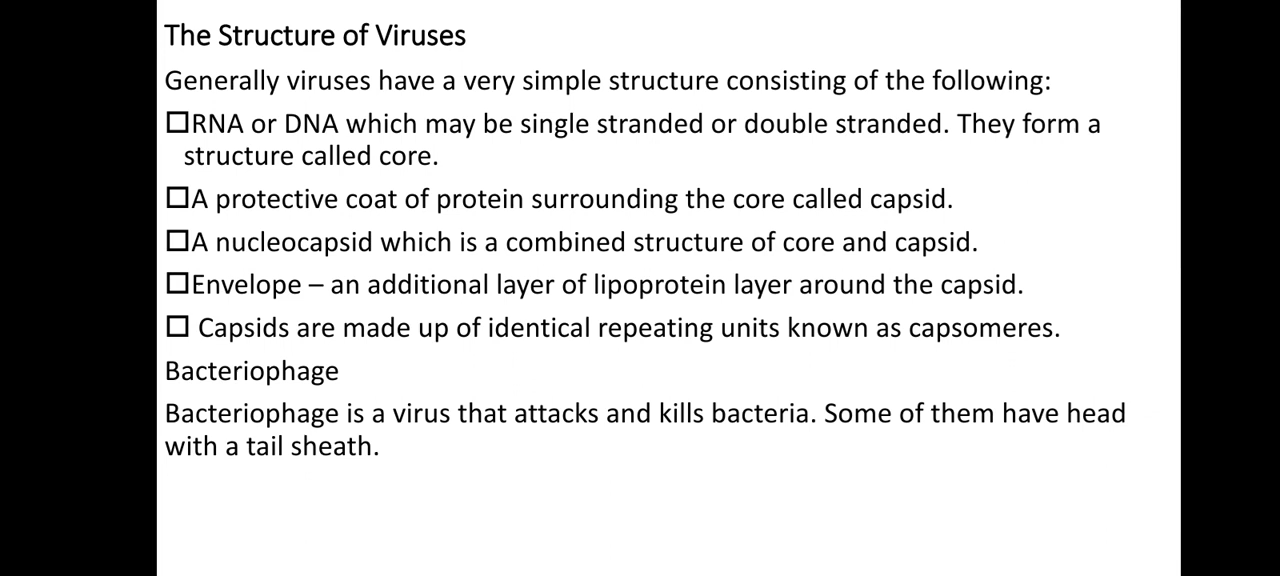 The Structure of Viruses
Generally viruses have a very simple structure consisting of the following:
☐RNA or DNA which may be single stranded or double stranded. They form a
structure called core.
☐A protective coat of protein surrounding the core called capsid.
☐A nucleocapsid which is a combined structure of core and capsid.
☐Envelope – an additional layer of lipoprotein layer around the capsid.
☐ Capsids are made up of identical repeating units known as capsomeres.
Bacteriophage
Bacteriophage is a virus that attacks and kills bacteria. Some of them have head
with a tail sheath.